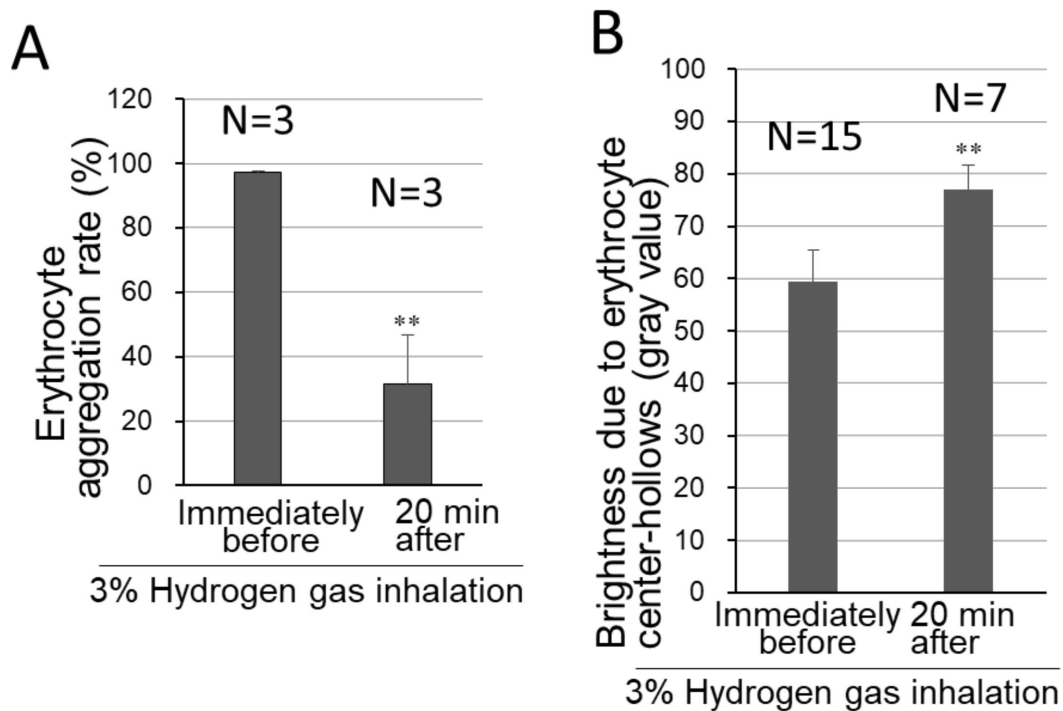 A
Erythrocyte
aggregation rate (%)
120
100
80
60
40
20
0
N=3
N=3
**
Immediately
before
20 min
after
3% Hydrogen gas inhalation
B
Brightness due to erythrocyte
center-hollows (gray value)
100
90
80
70
60
50
40
30
20
10
0
N=15
N=7
**
Immediately
before
20 min
after
3% Hydrogen gas inhalation